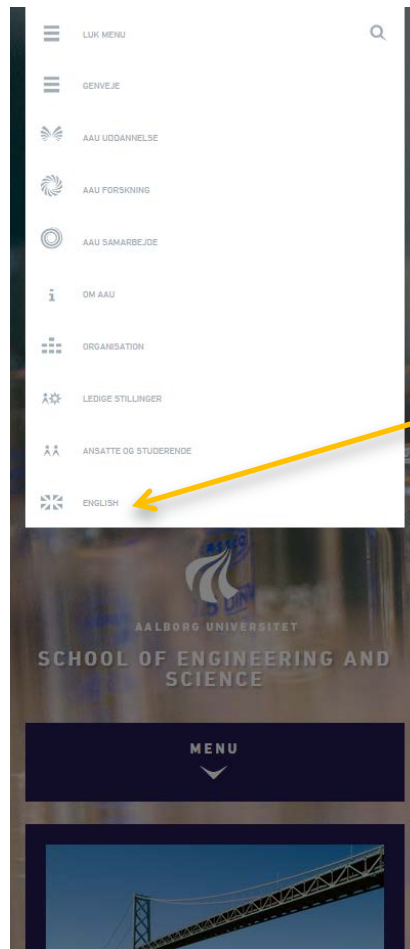 LUK MENU
GENVEJE
AAU UDDANNELSE
AAU FORSKNING
AAU SAMARBEJDE
OM AAU
ORGANISATION
LEDIGE STILLINGER
ANSATTE OG STUDERENDE
ENGLISH
AALBORG UNIVERSITET
SCHOOL OF ENGINEERING AND
SCIENCE
MENU